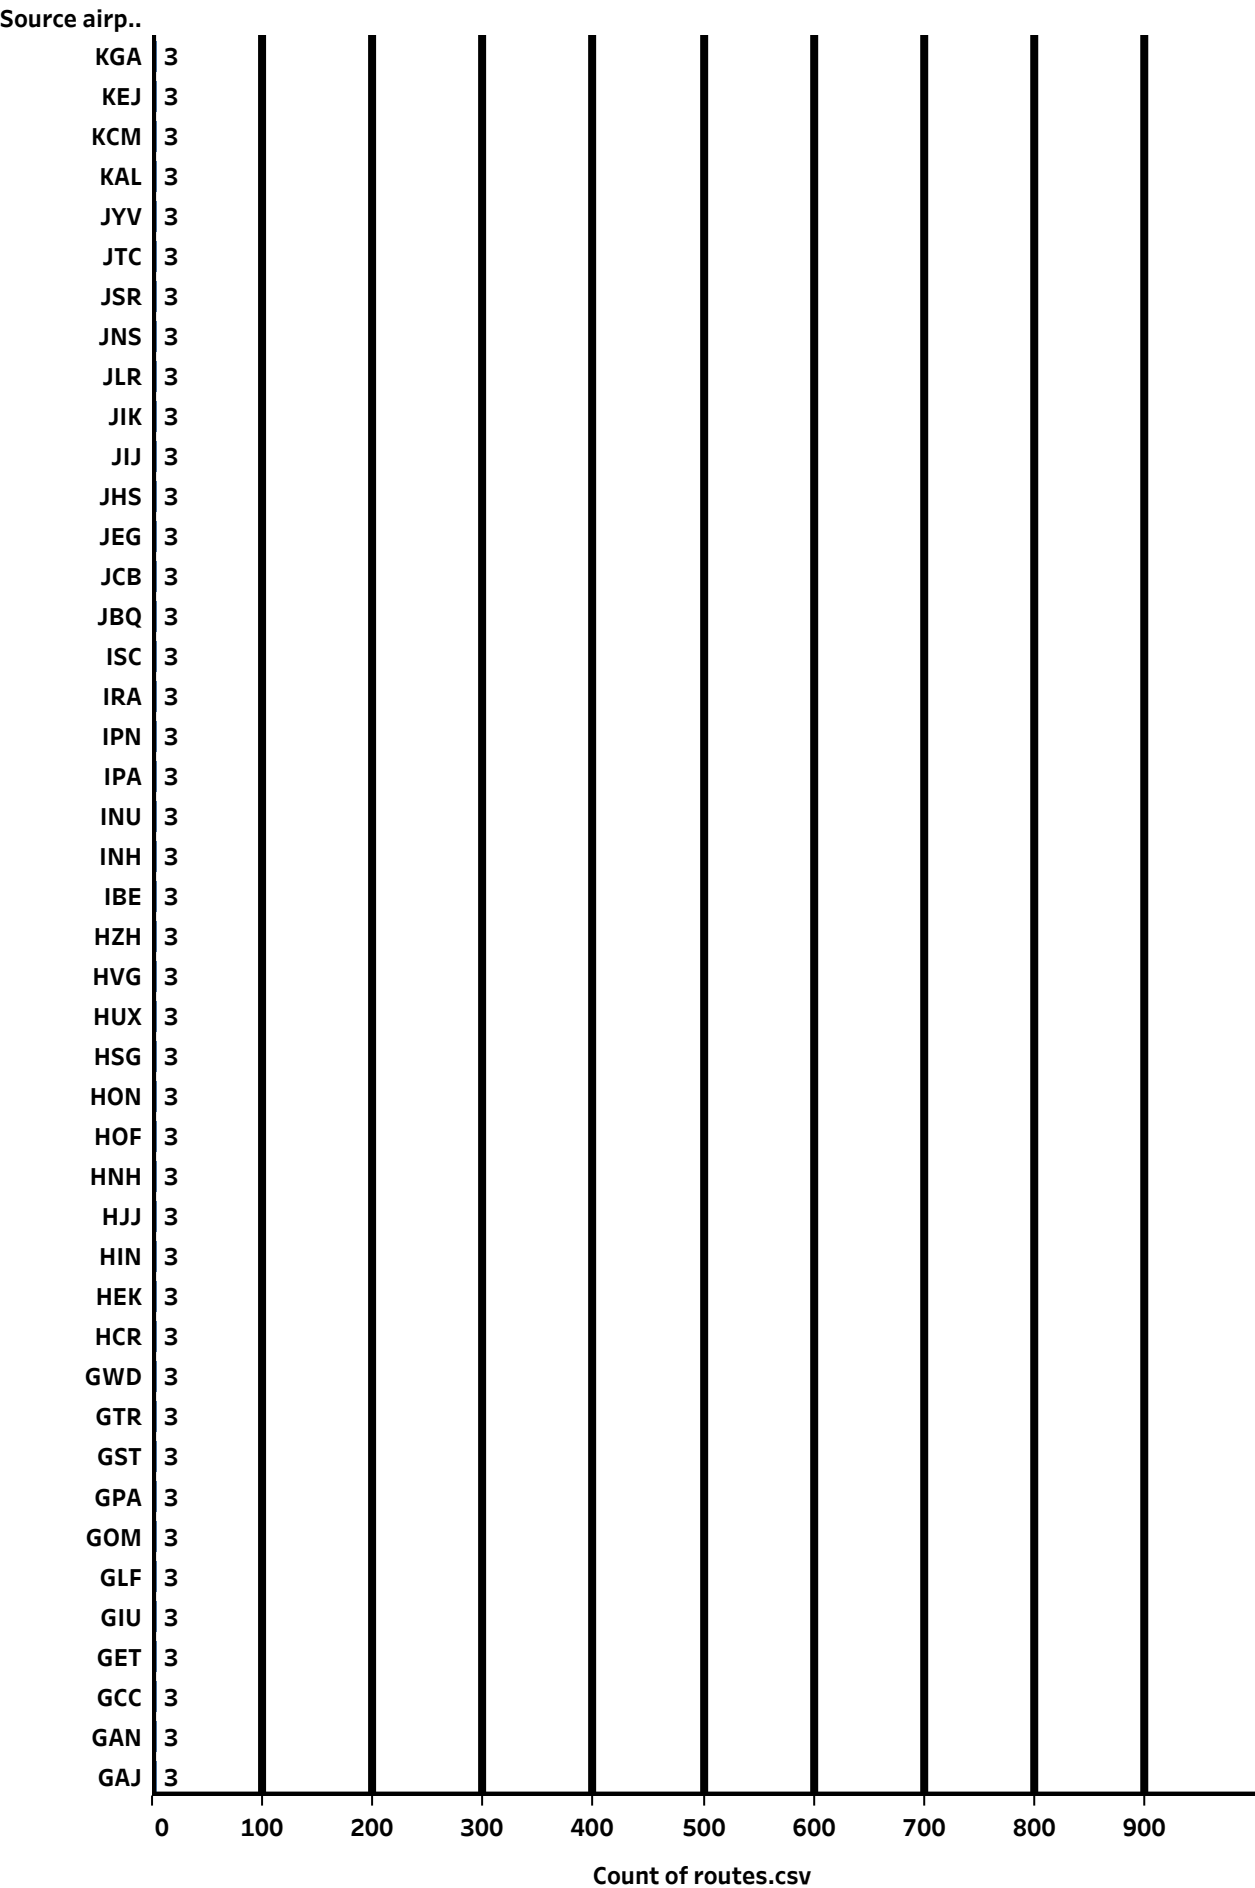 Source airp..
KGA 3
KEJ 3
KCM 3
KAL 3
JYV 3
JTC 3
JSR 3
JNS 3
JLR 3
JIK 3
JIJ 3
JHS 3
JEG 3
JCB 3
JBQ 3
ISC 3
IRA 3
IPN 3
IPA 3
INU 3
INH 3
IBE 3
HZH 3
HVG 3
HUX 3
HSG 3
HON 3
HOF 3
HNH 3
HJJ 3
HIN 3
HEK 3
HCR 3
GWD 3
GTR 3
GST 3
GPA 3
GOM 3
GLF 3
GIU 3
GET 3
GCC 3
GAN 3
GAJ 3
0 100 200 300 400 500 600 700 800 900
Count of routes.csv